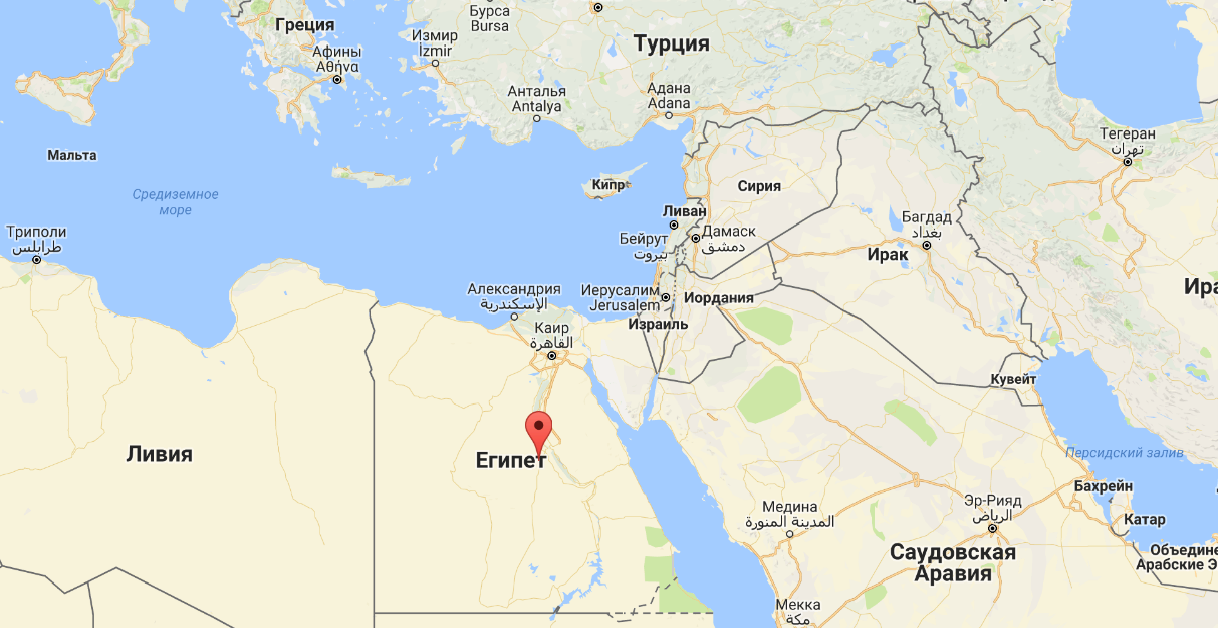 Бурса
Bursa
Греция
Измир
İzmir
Турция
Афины
Αθήνα
Анталья
Antalya
Адана
Adana
Тегеран
تهران
Мальта
Средиземное
море
Кипр
Сирия
Ливан
Триполи
طرابلس
Бейрут
بيروت
Дамаск
دمشق
Багдад
بغداد
Ирак
Александрия
الإسكندرية
Иерусалим
Jerusalem
Иордания
Ира
Израиль
Каир
القاهرة
Кувейт
Ливия
Египет
Персидский залив
Бахрейн
Медина
المدينة المنورة
Эр-Рияд
الرياض
Катар
Саудовская
Аравия
Объедине
Арабские Э
Мекка
مكة